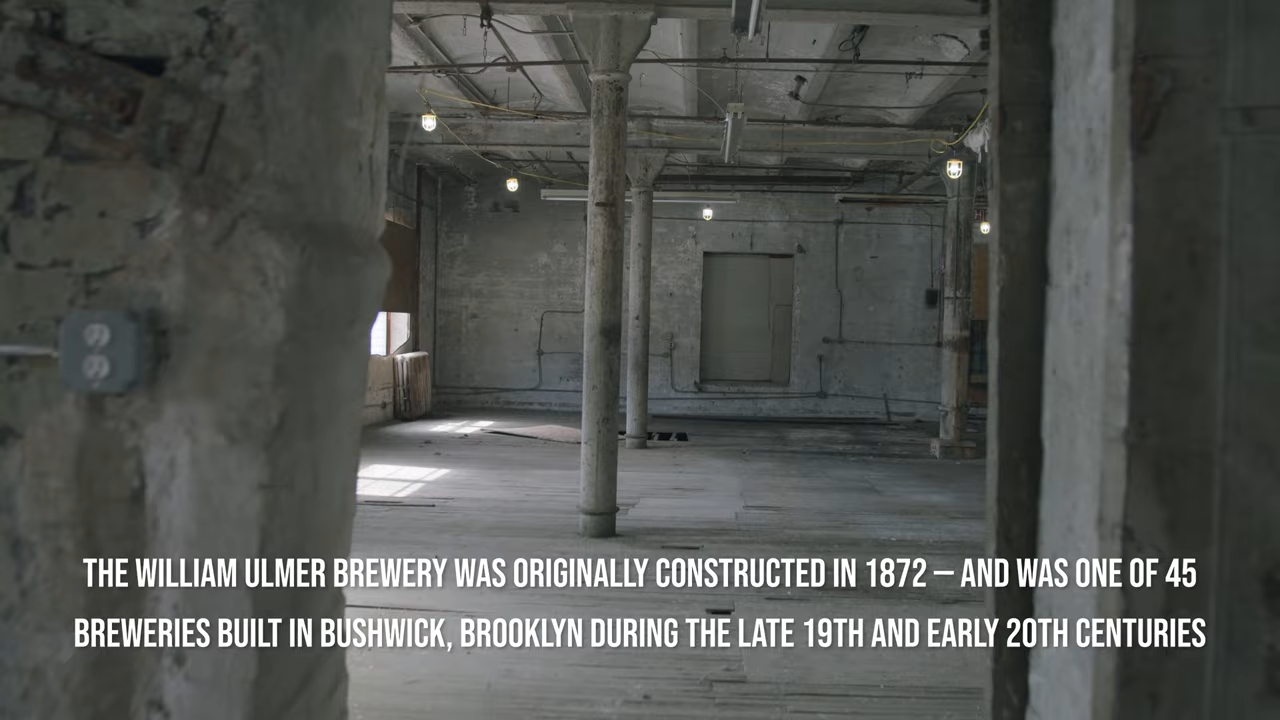 THE WILLIAM ULMER BREWERY WAS ORIGINALLY CONSTRUCTED IN 1872 – AND WAS ONE OF 45
BREWERIES BUILT IN BUSHWICK, BROOKLYN DURING THE LATE 19TH AND EARLY 20TH CENTURIES